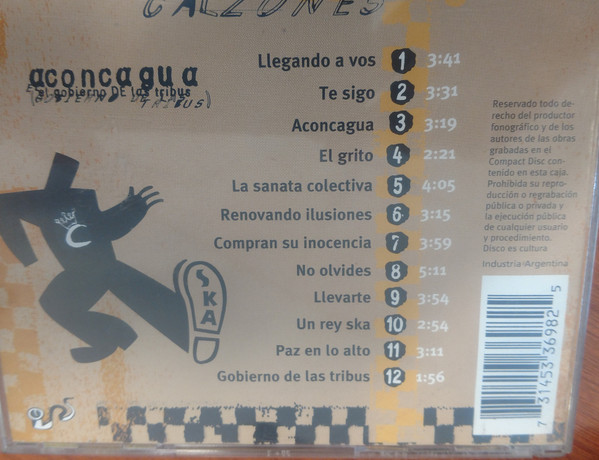 CALZONES
aconcagua
el gobierno DE las tribus
Llegando a vos 1 3:41
Te sigo 2 3:31
Aconcagua 3 3:19
El grito 4 2:21
La sanata colectiva 5 4:05
Renovando ilusiones 6 3:15
Compran su inocencia 7 3:59
No olvides 8 5:11
Llevarte 9 3:54
Un rey ska 10 2:54
Paz en lo alto 11 3:11
Gobierno de las tribus 12 1:56
Reservado todo de-
recho del productor
fonográfico y de los
autores de las obras
grabadas en el
Compact Disc con-
tenido en esta caja.
Prohibida su repro-
ducción o regrabación
pública o privada y
la ejecución pública
de cualquier usuario
y procedimiento.
Disco es cultura
Industria Argentina
C
SKA
7 31453 36982 5